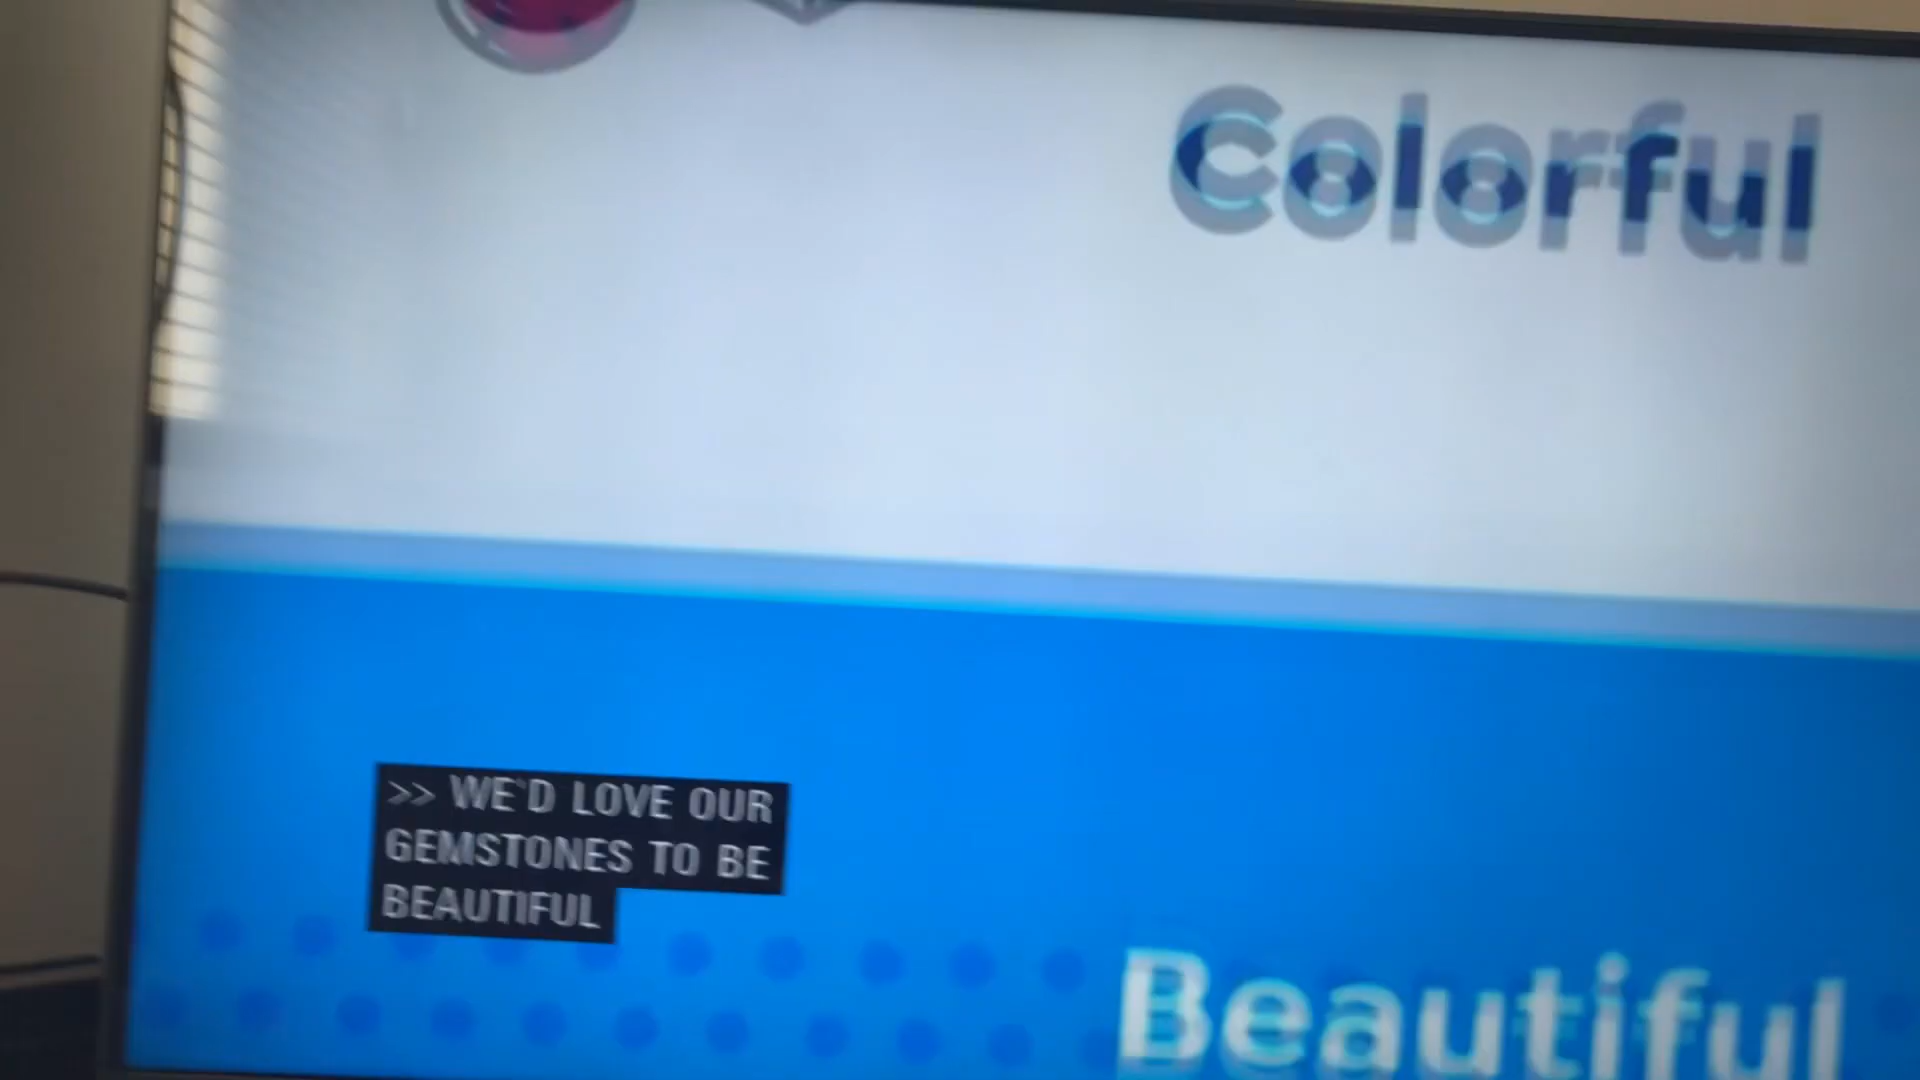 Colorful
>> WE'D LOVE OUR
GEMSTONES TO BE
BEAUTIFUL
Beautiful